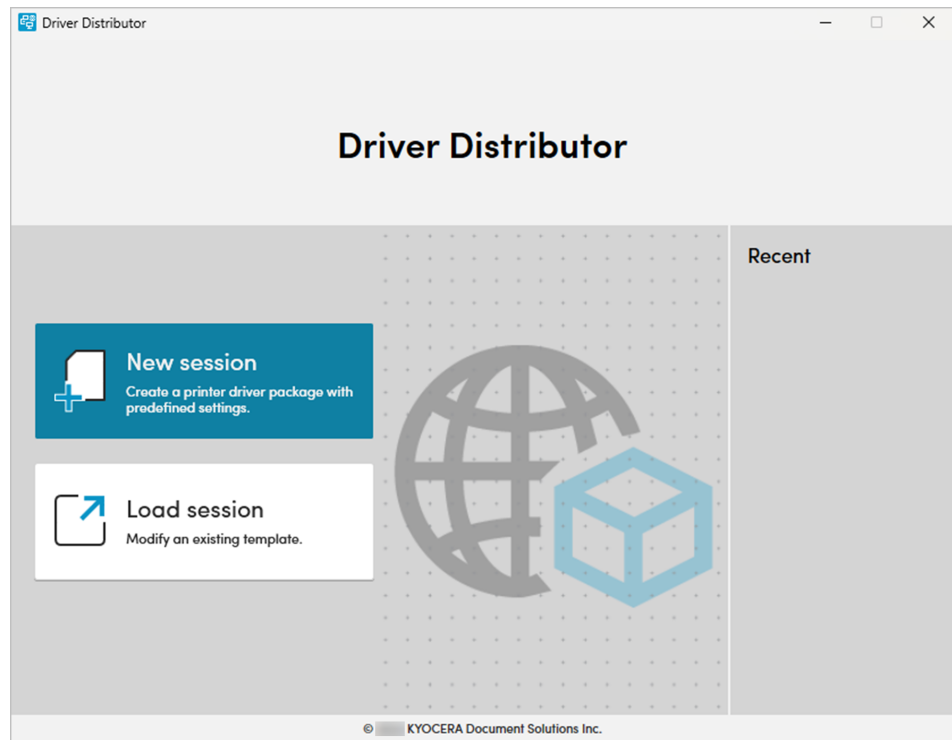 Driver Distributor
Driver Distributor
Recent
New session
Create a printer driver package with
predefined settings.
Load session
Modify an existing template.
© KYOCERA Document Solutions Inc.